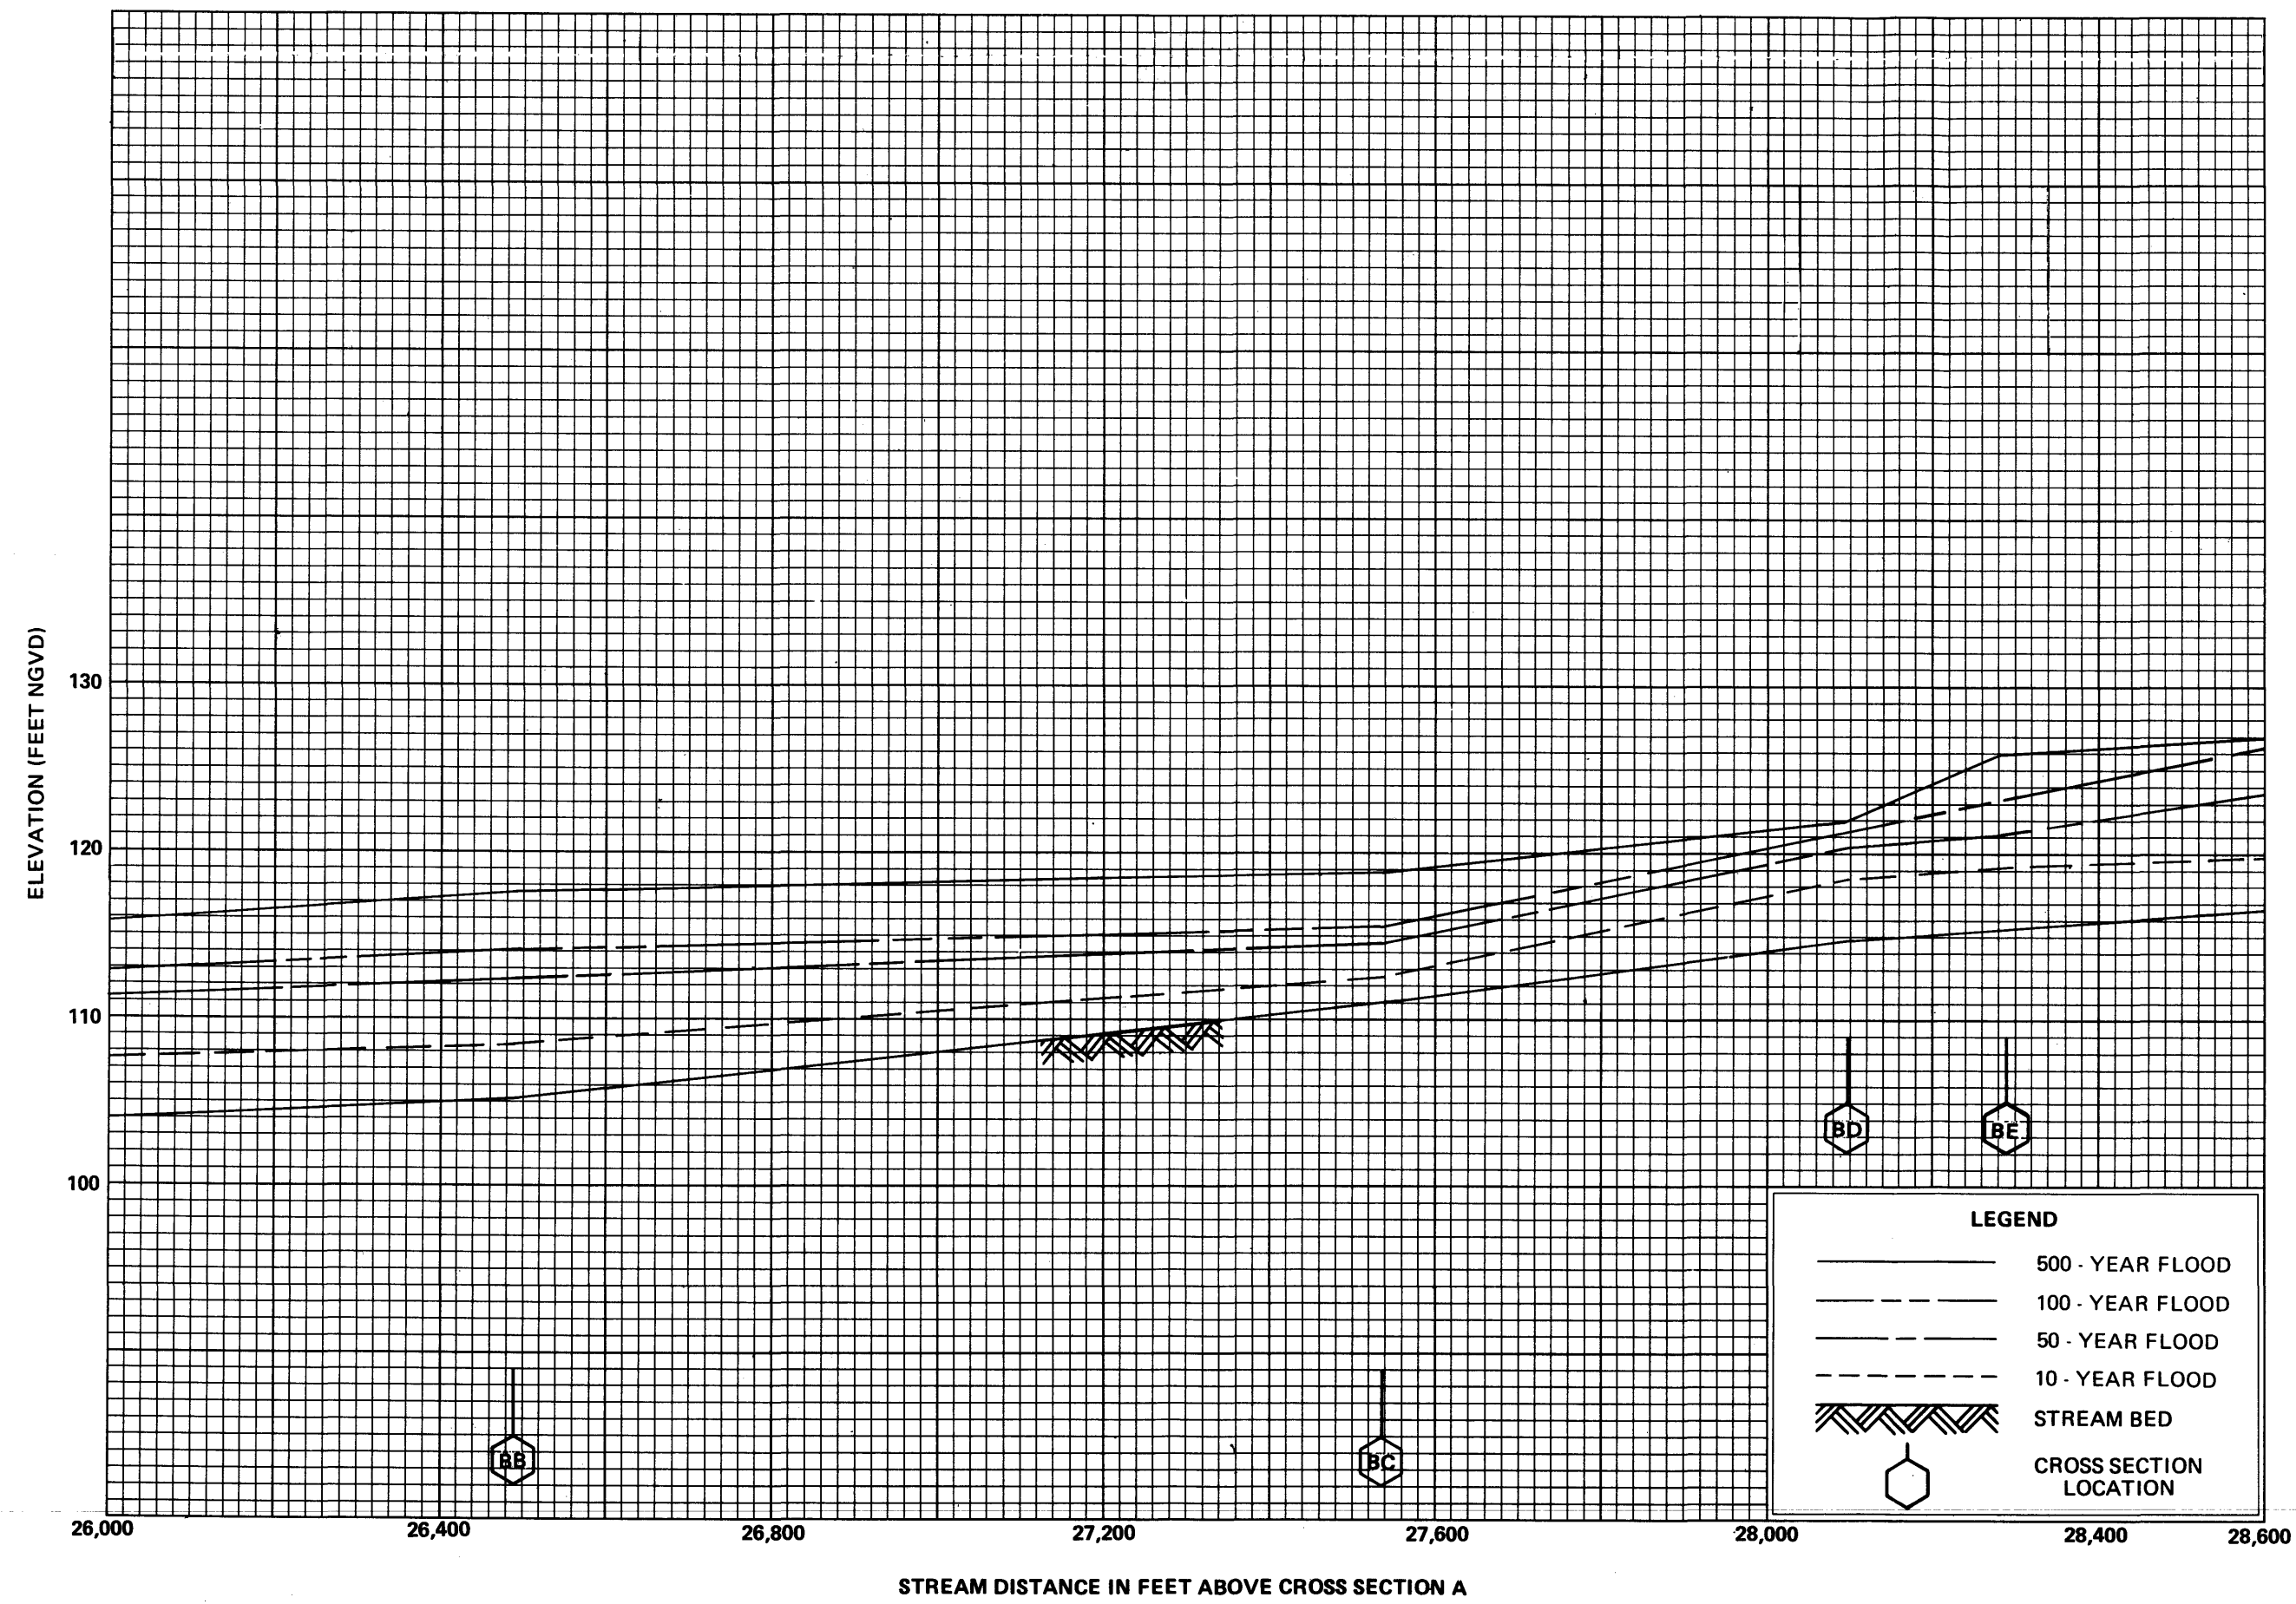 ELEVATION (FEET NGVD)
130
120
110
100
BD
BE
BB
BC
LEGEND
500 - YEAR FLOOD
100 - YEAR FLOOD
50 - YEAR FLOOD
10 - YEAR FLOOD
STREAM BED
CROSS SECTION
LOCATION
26,000
26,400
26,800
27,200
27,600
28,000
28,400
28,600
STREAM DISTANCE IN FEET ABOVE CROSS SECTION A